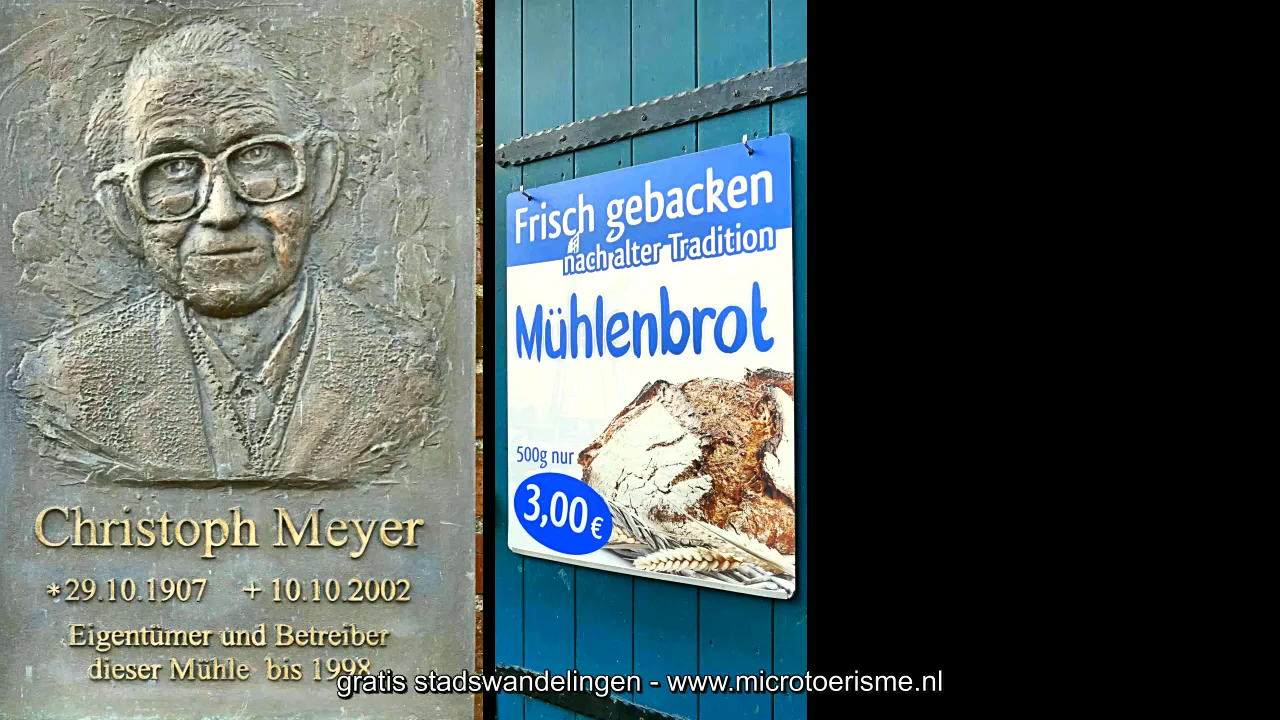 Christoph Meyer
*29.10.1907 + 10.10.2002
Eigentümer und Betreiber
dieser Mühle bis 1998
Frisch gebacken
nach alter Tradition
Mühlenbrot
500g nur
3,00 €
gratis stadswandelingen - www.microtoerisme.nl